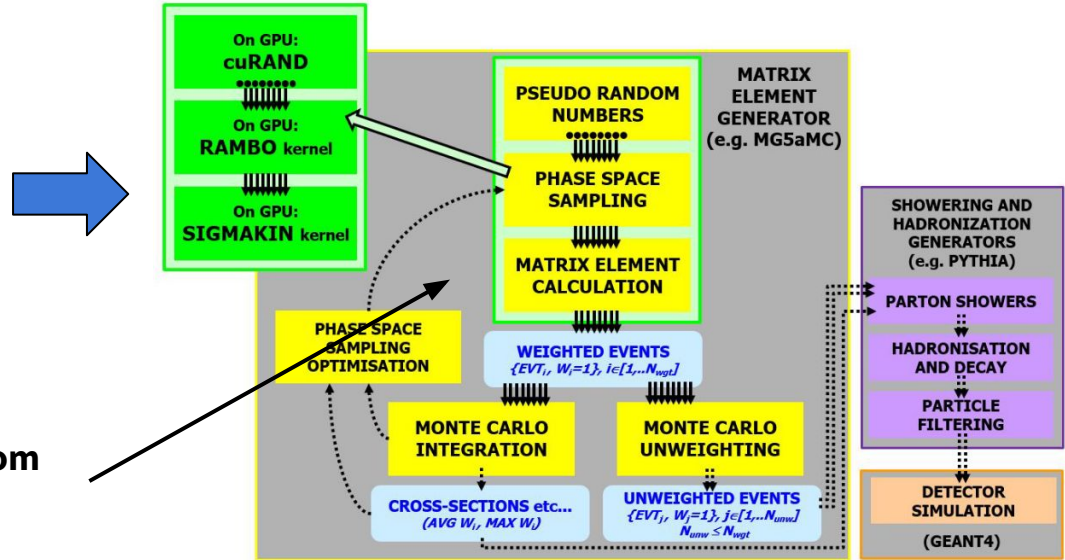 On GPU:
cuRAND
On GPU:
RAMBO kernel
On GPU:
SIGMAKIN kernel
PSEUDO RANDOM
NUMBERS
PHASE SPACE
SAMPLING
MATRIX ELEMENT
CALCULATION
MATRIX
ELEMENT
GENERATOR
(e.g. MG5aMC)
PHASE SPACE
SAMPLING
OPTIMISATION
WEIGHTED EVENTS
{EVTᵢ, Wᵢ=1}, i∈[1,..Nwgt]
MONTE CARLO
INTEGRATION
MONTE CARLO
UNWEIGHTING
CROSS-SECTIONS etc...
(AVG Wᵢ, MAX Wᵢ)
UNWEIGHTED EVENTS
{EVTⱼ, Wⱼ=1}, j∈[1,..Nunw]
Nunw ≤ Nwgt
SHOWERING AND
HADRONIZATION
GENERATORS
(e.g. PYTHIA)
PARTON SHOWERS
HADRONISATION
AND DECAY
PARTICLE
FILTERING
DETECTOR
SIMULATION
(GEANT4)
om